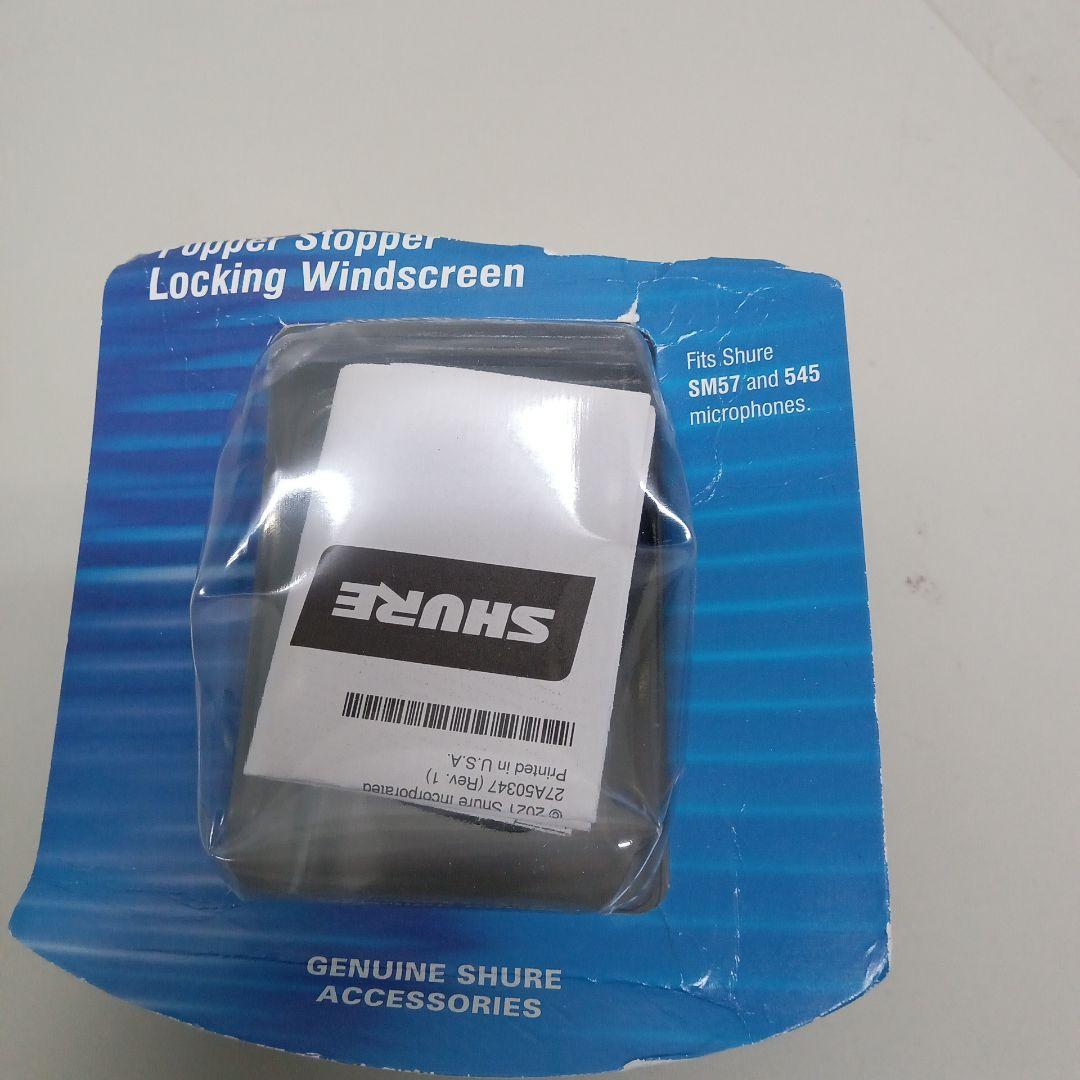 Popper Stopper™
Locking Windscreen
Fits Shure
SM57 and 545
microphones.
SHURE
© 2021 Shure Incorporated
27A50347 (Rev. 1)
Printed in U.S.A.
GENUINE SHURE
ACCESSORIES